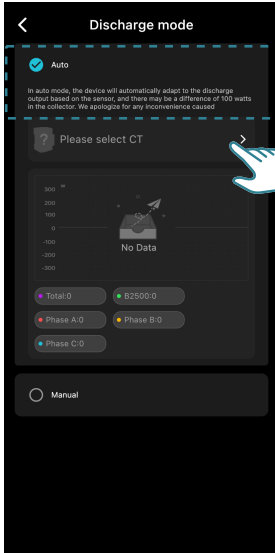 Discharge mode
Auto
In auto mode, the device will automatically adapt to the discharge
output based on the sensor, and there may be a difference of 100 watts
in the collector. We apologize for any inconvenience caused
? Please select CT
300 W
200
100
0
-100
-200
-300
No Data
Total:0 B2500:0
Phase A:0 Phase B:0
Phase C:0
Manual